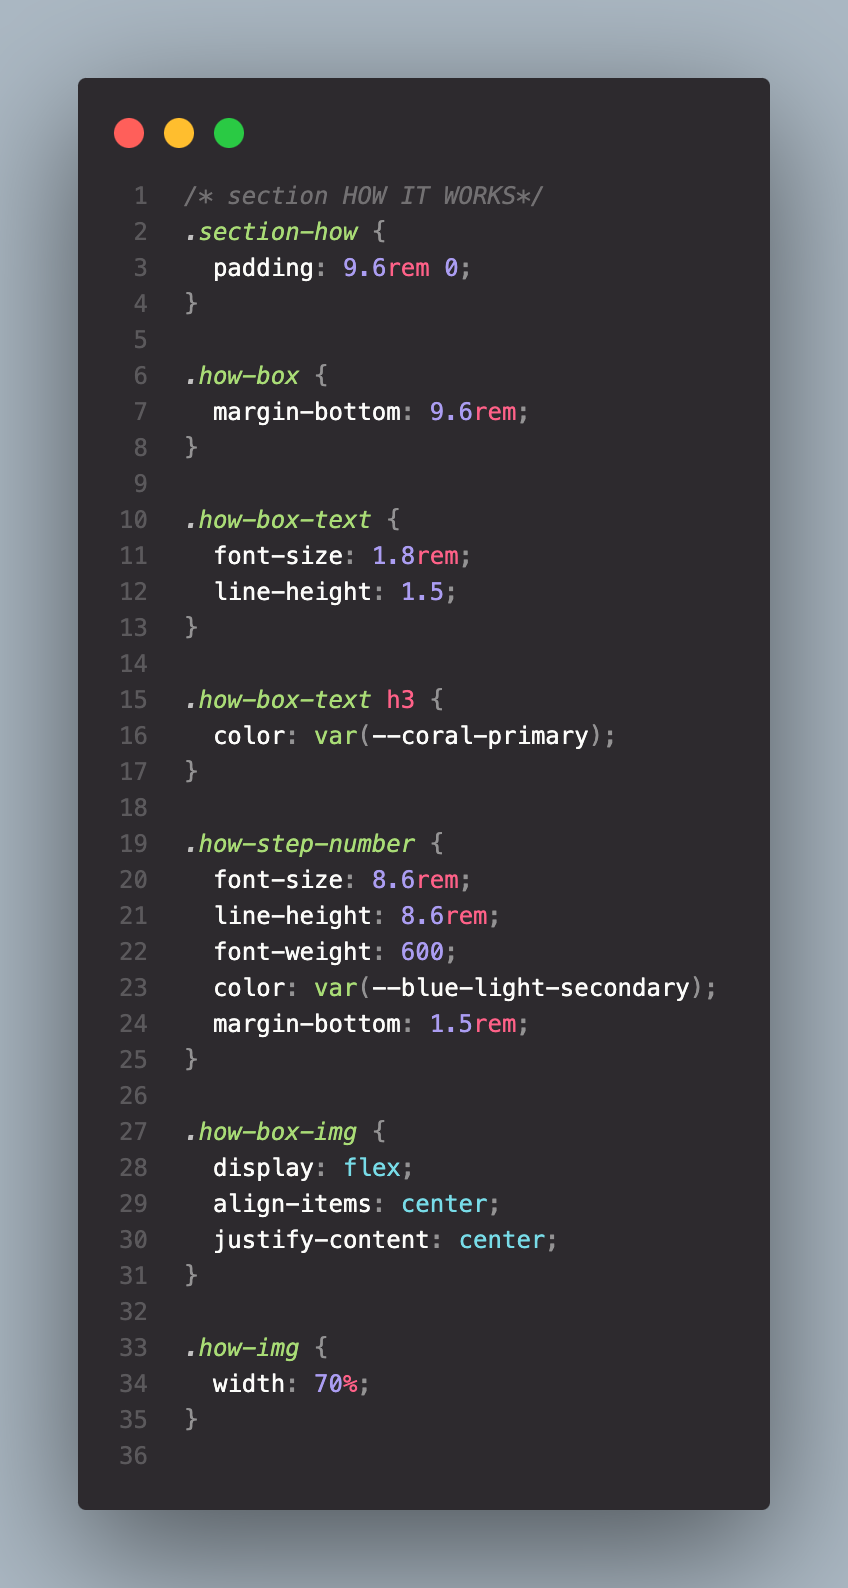 1 /* section HOW IT WORKS*/
2 .section-how {
3   padding: 9.6rem 0;
4 }
5
6 .how-box {
7   margin-bottom: 9.6rem;
8 }
9
10 .how-box-text {
11   font-size: 1.8rem;
12   line-height: 1.5;
13 }
14
15 .how-box-text h3 {
16   color: var(--coral-primary);
17 }
18
19 .how-step-number {
20   font-size: 8.6rem;
21   line-height: 8.6rem;
22   font-weight: 600;
23   color: var(--blue-light-secondary);
24   margin-bottom: 1.5rem;
25 }
26
27 .how-box-img {
28   display: flex;
29   align-items: center;
30   justify-content: center;
31 }
32
33 .how-img {
34   width: 70%;
35 }
36